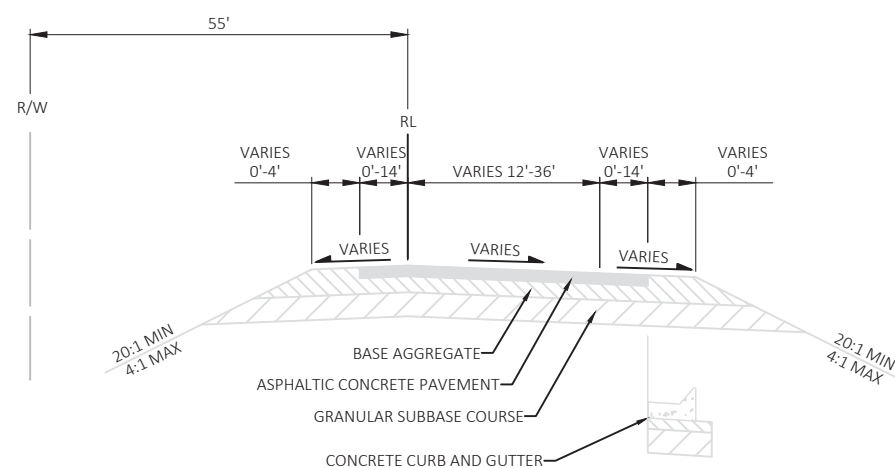 55'
R/W
RL
VARIES
0'-4'
VARIES
0'-14'
VARIES 12'-36'
VARIES
0'-14'
VARIES
0'-4'
VARIES
VARIES
VARIES
20:1 MIN
4:1 MAX
20:1 MIN
4:1 MAX
BASE AGGREGATE
ASPHALTIC CONCRETE PAVEMENT
GRANULAR SUBBASE COURSE
CONCRETE CURB AND GUTTER